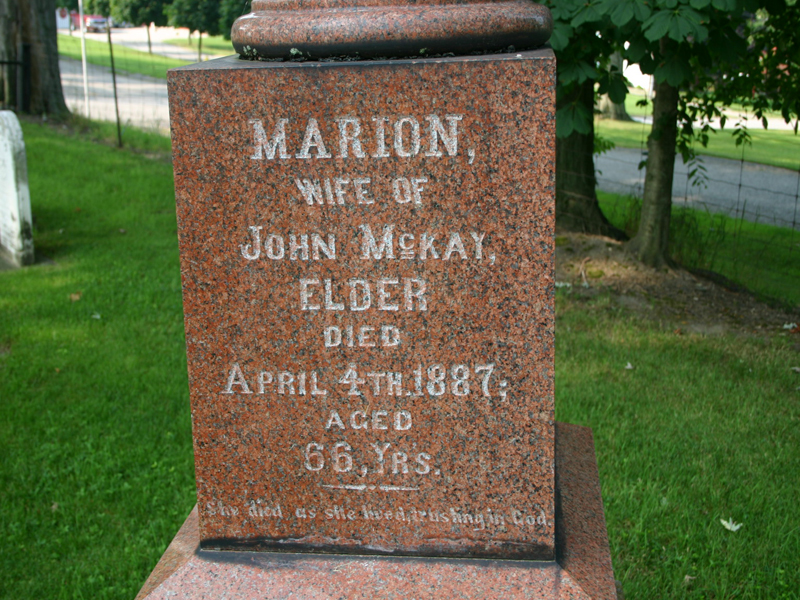 MARION,
WIFE OF
JOHN McKAY,
ELDER
DIED
APRIL 4TH. 1887,
AGED
66, YRS.
She died as she lived, trusting in God.